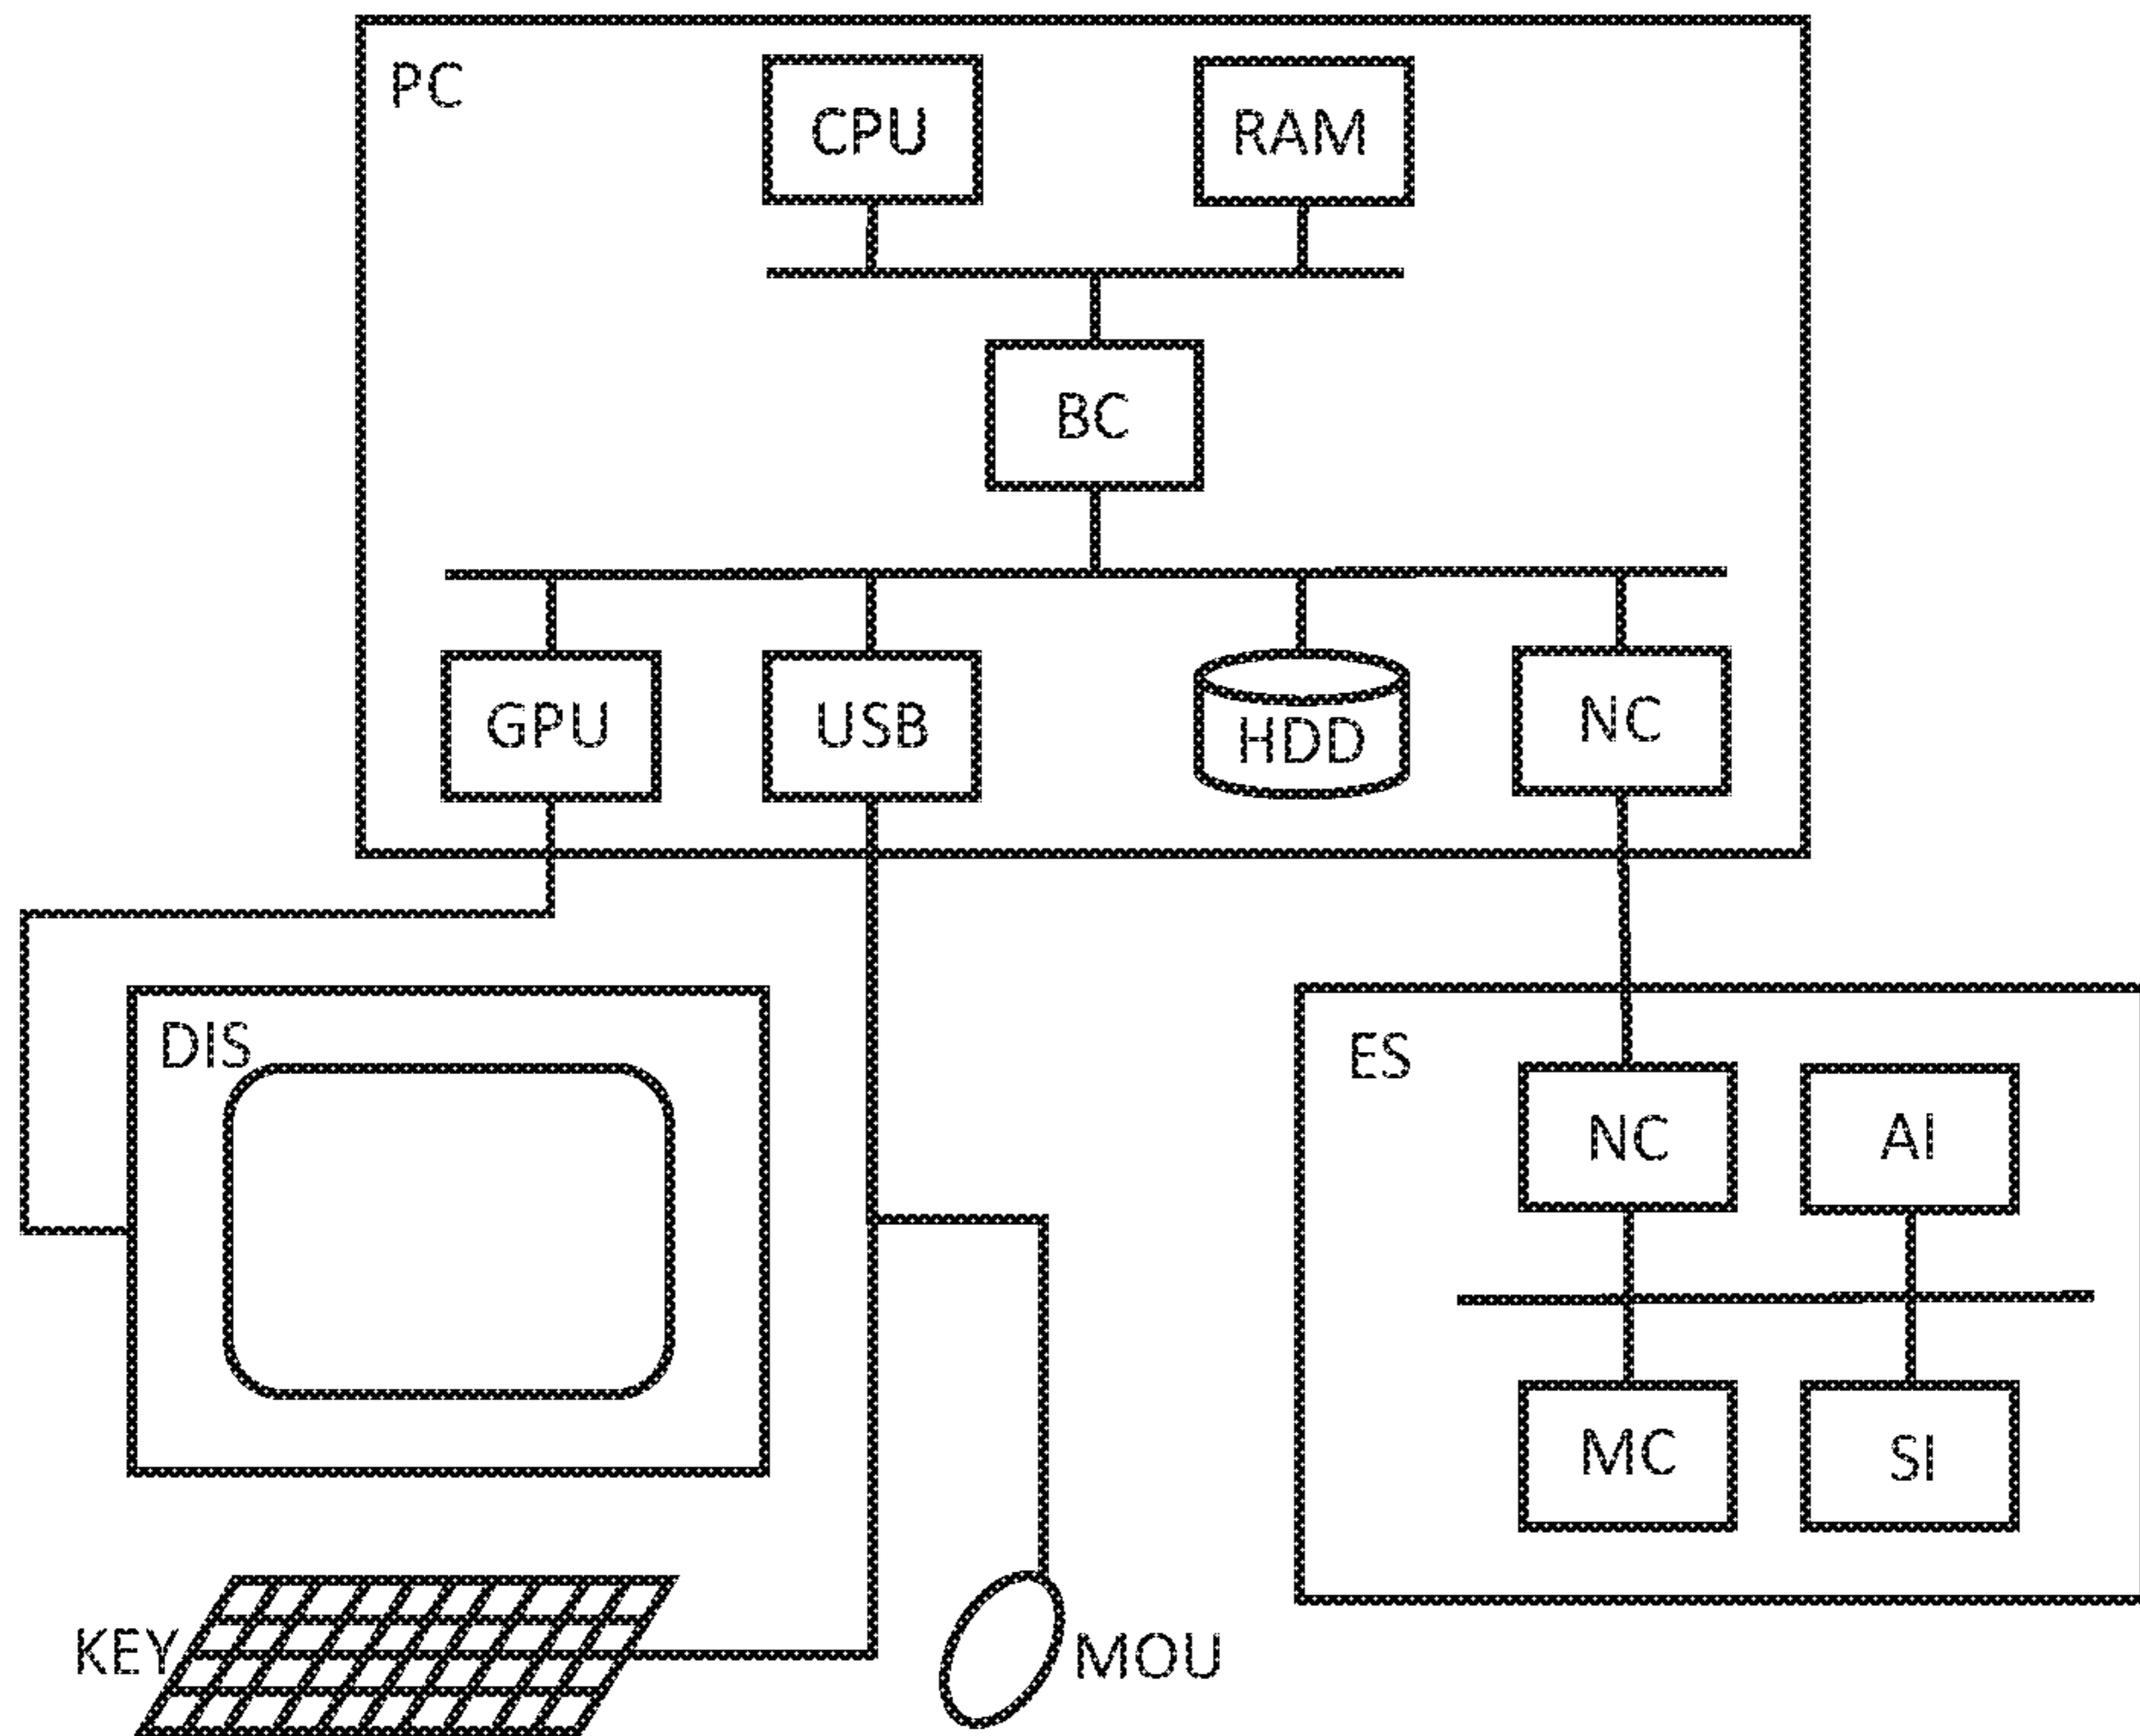 PC
CPU
RAM
BC
GPU
USB
HDD
NC
DIS
ES
NC
AI
MC
SI
KEY
MOU